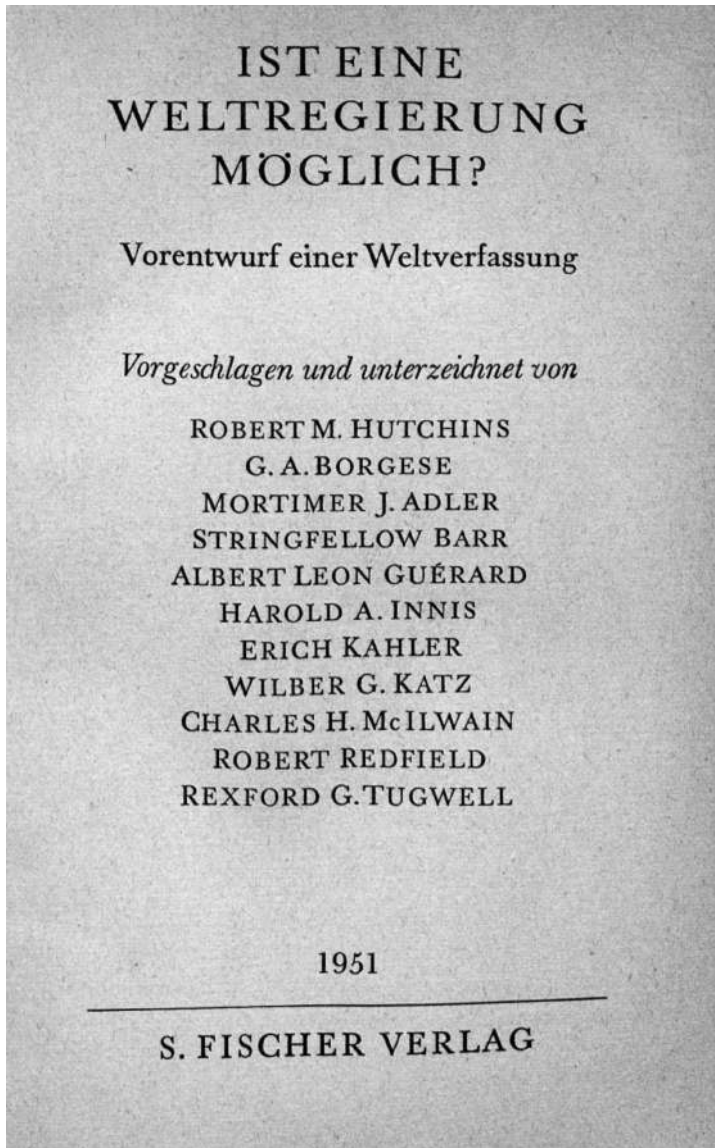 IST EINE
WELTREGIERUNG
MÖGLICH?
Vorentwurf einer Weltverfassung
Vorgeschlagen und unterzeichnet von
ROBERT M. HUTCHINS
G. A. BORGESE
MORTIMER J. ADLER
STRINGFELLOW BARR
ALBERT LEON GUÉRARD
HAROLD A. INNIS
ERICH KAHLER
WILBER G. KATZ
CHARLES H. McILWAIN
ROBERT REDFIELD
REXFORD G. TUGWELL
1951
S. FISCHER VERLAG